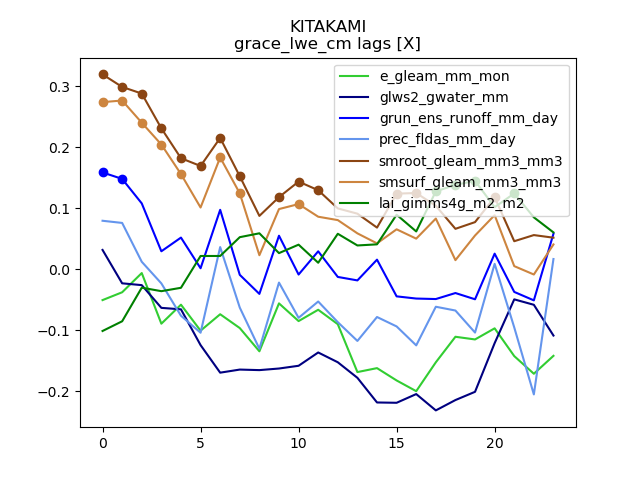 KITAKAMI
grace_lwe_cm lags [X]
0.3
0.2
0.1
0.0
−0.1
−0.2
0
5
10
15
20
e_gleam_mm_mon
glws2_gwater_mm
grun_ens_runoff_mm_day
prec_fldas_mm_day
smroot_gleam_mm3_mm3
smsurf_gleam_mm3_mm3
lai_gimms4g_m2_m2